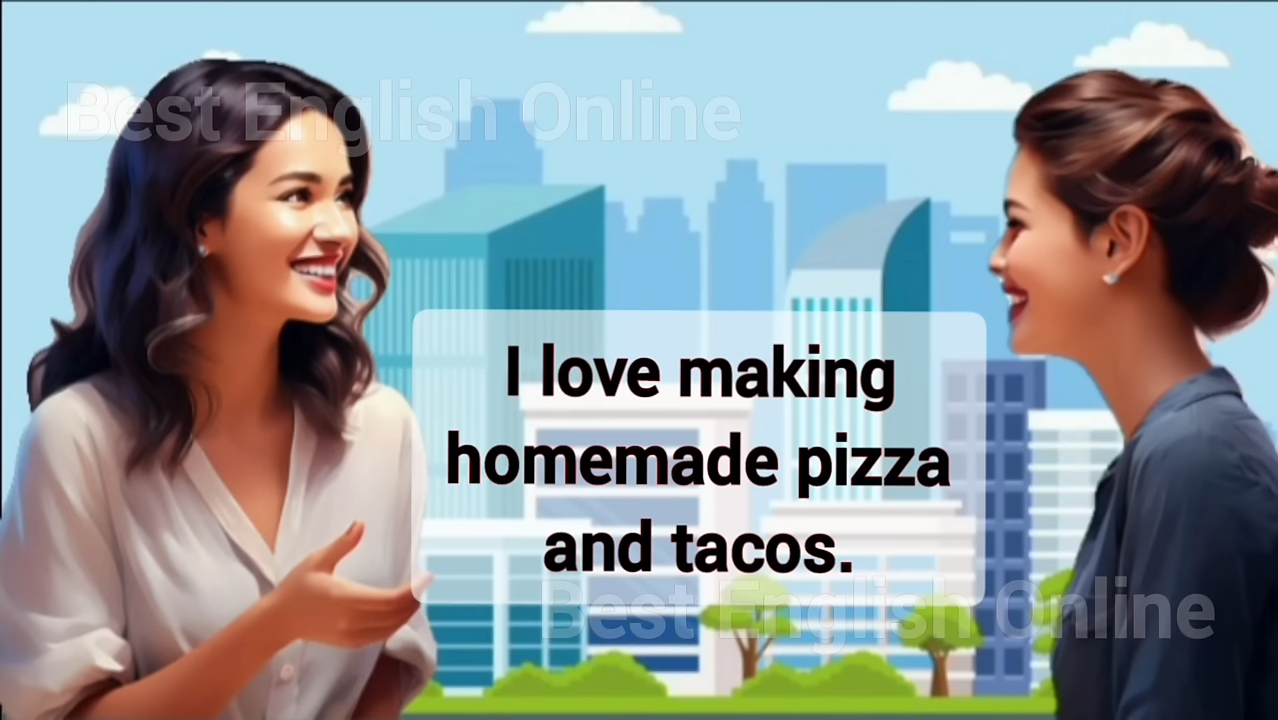 Best English Online
I love making
homemade pizza
and tacos.
Best English Online